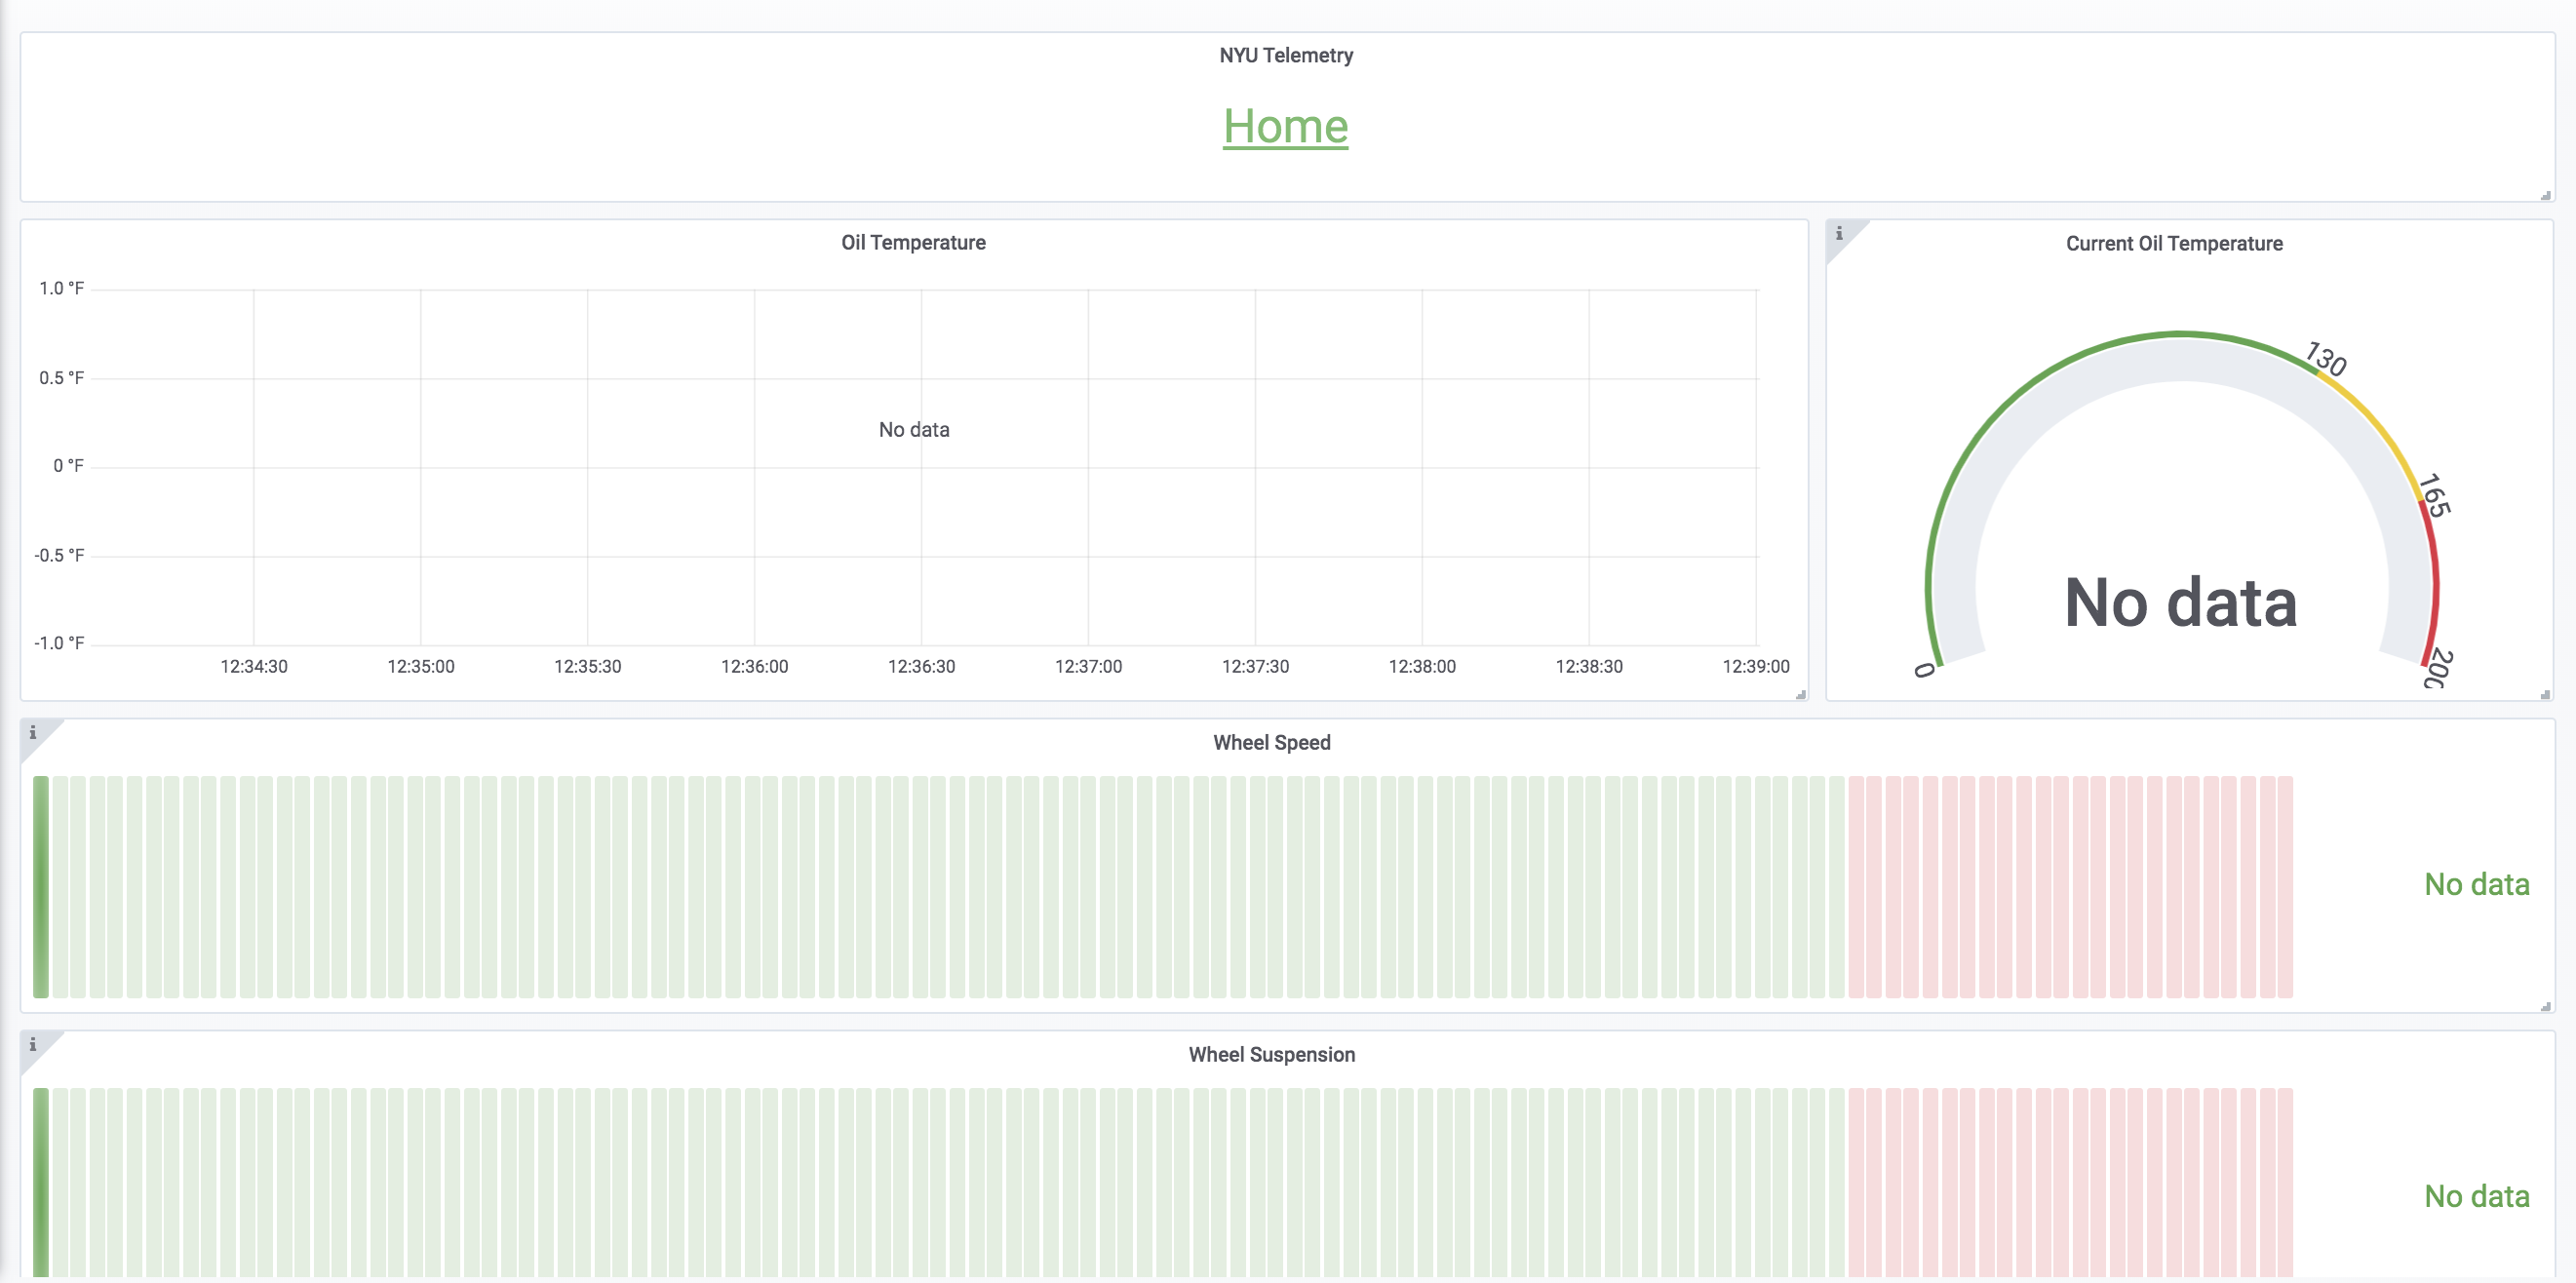 NYU Telemetry
Home
Oil Temperature
1.0 °F
0.5 °F
0 °F
-0.5 °F
-1.0 °F
No data
12:34:30 12:35:00 12:35:30 12:36:00 12:36:30 12:37:00 12:37:30 12:38:00 12:38:30 12:39:00
i
Current Oil Temperature
0
130
165
200
No data
i
Wheel Speed
No data
i
Wheel Suspension
No data